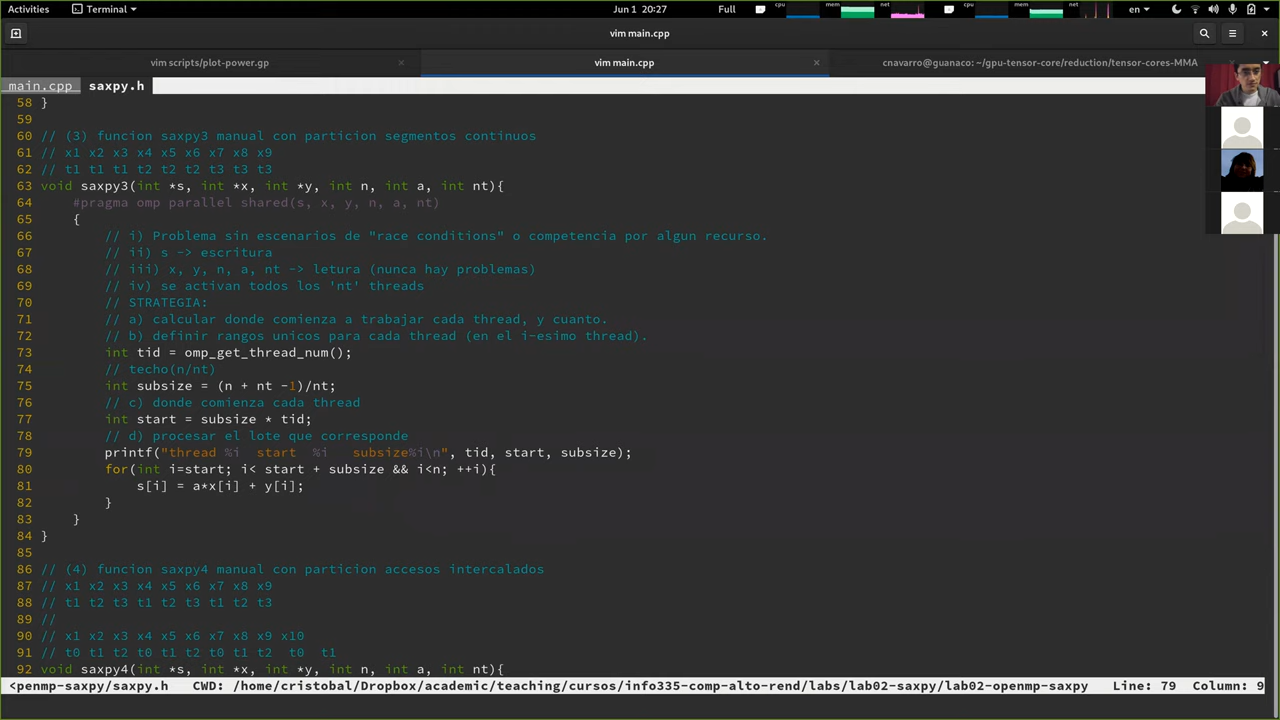 Activities Terminal Jun 1 20:27 Full cpu mem net cpu mem net en
vim main.cpp
vim scripts/plot-power.gp vim main.cpp cnavarro@guanaco: ~/gpu-tensor-core/reduction/tensor-cores-MMA
main.cpp saxpy.h
58 }
59
60 // (3) funcion saxpy3 manual con particion segmentos continuos
61 // x1 x2 x3 x4 x5 x6 x7 x8 x9
62 // t1 t1 t1 t2 t2 t2 t3 t3 t3
63 void saxpy3(int *s, int *x, int *y, int n, int a, int nt){
64 #pragma omp parallel shared(s, x, y, n, a, nt)
65 {
66 // i) Problema sin escenarios de "race conditions" o competencia por algun recurso.
67 // ii) s -> escritura
68 // iii) x, y, n, a, nt -> letura (nunca hay problemas)
69 // iv) se activan todos los 'nt' threads
70 // STRATEGIA:
71 // a) calcular donde comienza a trabajar cada thread, y cuanto.
72 // b) definir rangos unicos para cada thread (en el i-esimo thread).
73 int tid = omp_get_thread_num();
74 // techo(n/nt)
75 int subsize = (n + nt -1)/nt;
76 // c) donde comienza cada thread
77 int start = subsize * tid;
78 // d) procesar el lote que corresponde
79 printf("thread %i start %i subsize%i\n", tid, start, subsize);
80 for(int i=start; i< start + subsize && i<n; ++i){
81 s[i] = a*x[i] + y[i];
82 }
83 }
84 }
85
86 // (4) funcion saxpy4 manual con particion accesos intercalados
87 // x1 x2 x3 x4 x5 x6 x7 x8 x9
88 // t1 t2 t3 t1 t2 t3 t1 t2 t3
89 //
90 // x1 x2 x3 x4 x5 x6 x7 x8 x9 x10
91 // t0 t1 t2 t0 t1 t2 t0 t1 t2 t0 t1
92 void saxpy4(int *s, int *x, int *y, int n, int a, int nt){
<penmp-saxpy/saxpy.h CWD: /home/cristobal/Dropbox/academic/teaching/cursos/info335-comp-alto-rend/labs/lab02-saxpy/lab02-openmp-saxpy Line: 79 Column: 9